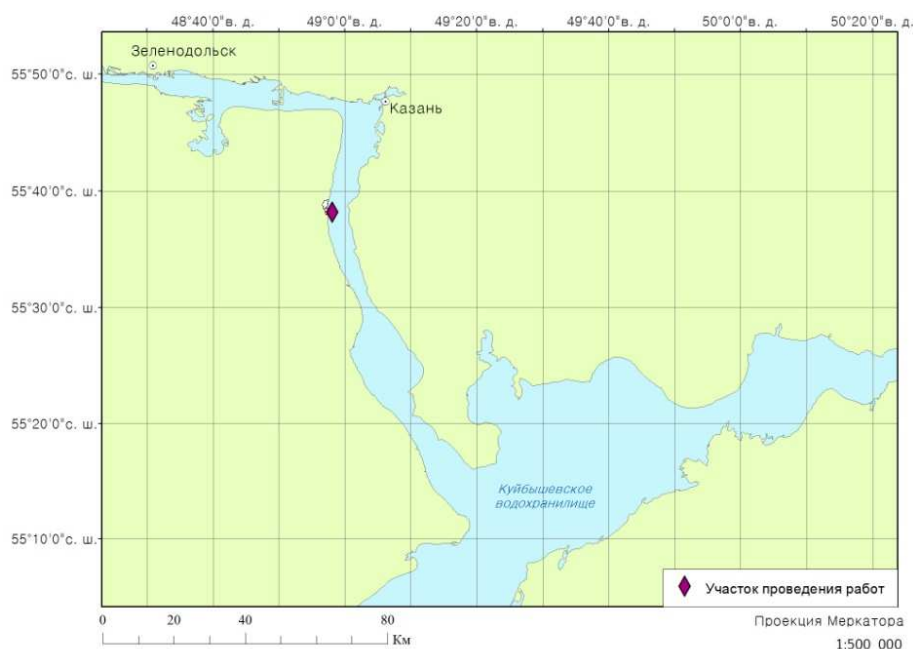 48°40'0"в. д. 49°0'0"в. д. 49°20'0"в. д. 49°40'0"в. д. 50°0'0"в. д. 50°20'0"в. д.
Зеленодольск
55°50'0"с. ш.
Казань
55°40'0"с. ш.
55°30'0"с. ш.
55°20'0"с. ш.
Куйбышевское
водохранилище
55°10'0"с. ш.
Участок проведения работ
0 20 40 80
Км
Проекция Меркатора
1:500 000